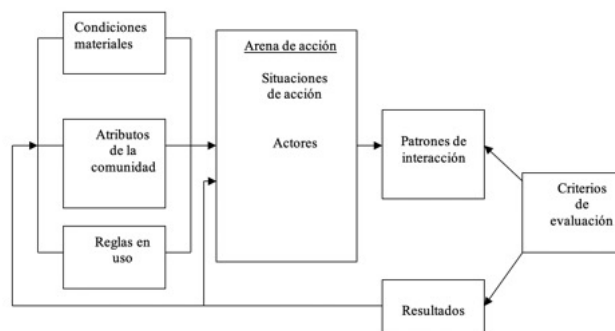 Condiciones
materiales
Atributos
de la
comunidad
Reglas en
uso
Arena de acción
Situaciones
de acción
Actores
Patrones de
interacción
Criterios
de
evaluación
Resultados